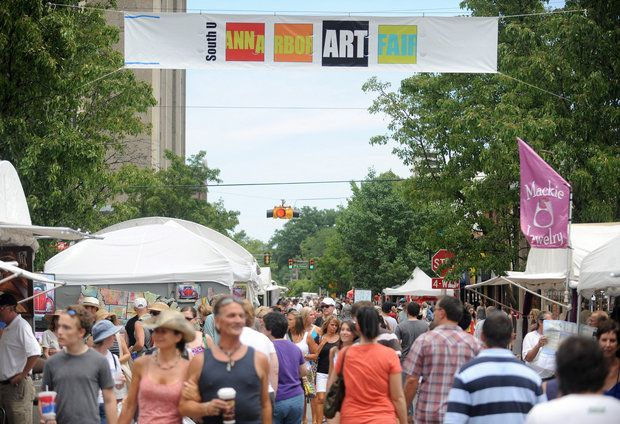 South U ANN ARBOR ART FAIR
Mackie
Jewelry
STOP
4-WAY